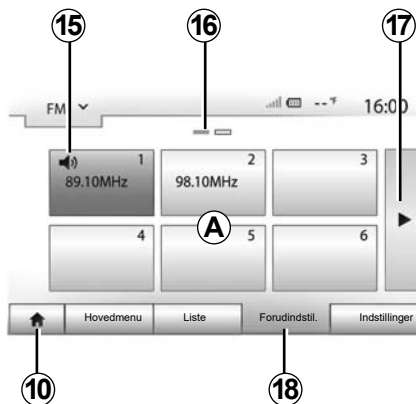 15 16 17
FM --°F 16:00
1 2 3
89.10MHz 98.10MHz
A
4 5 6
Hovedmenu Liste Forudindstil. Indstillinger
10 18